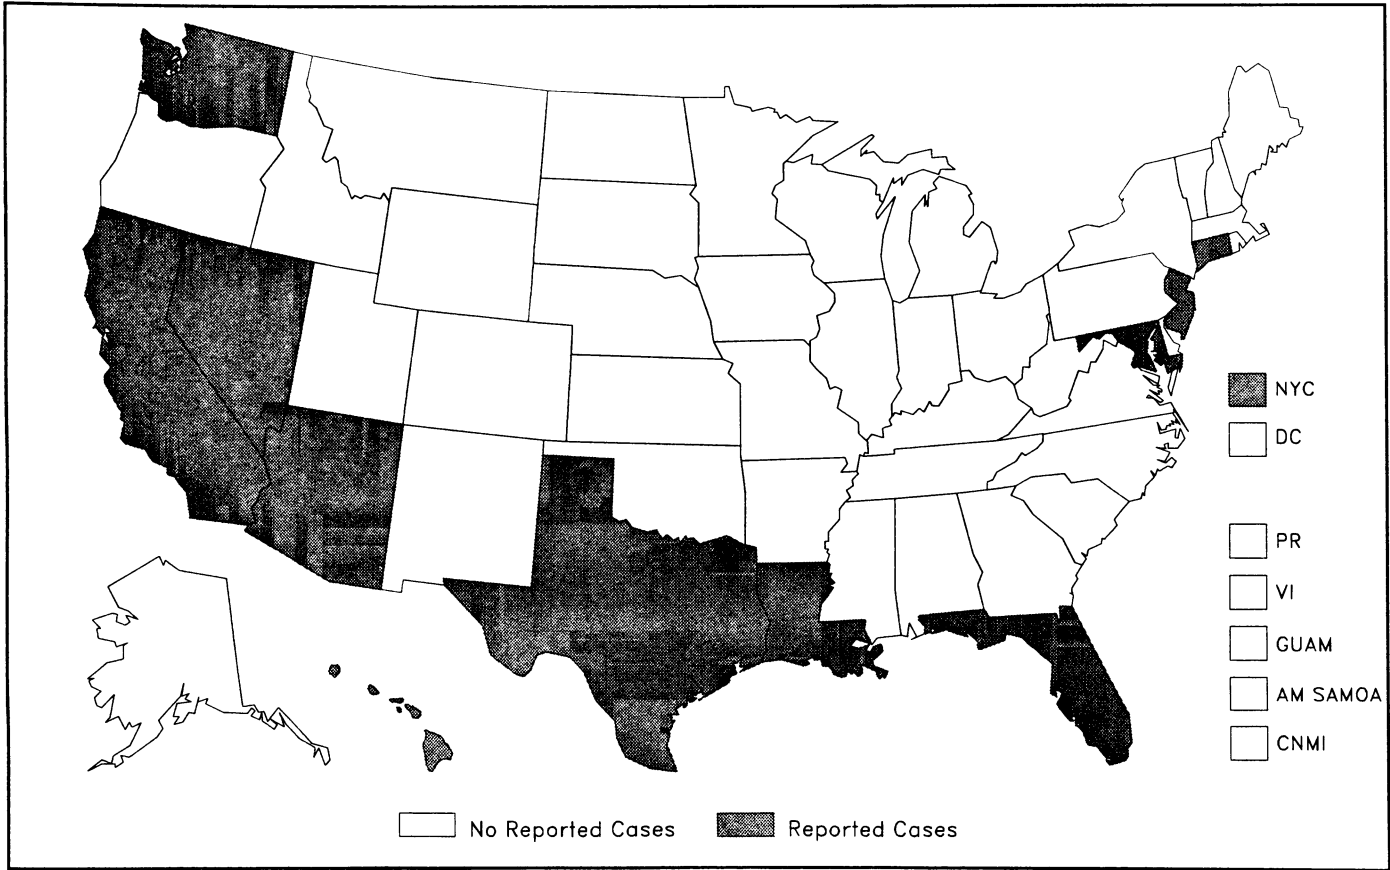 NYC
DC
PR
VI
GUAM
AM SAMOA
CNMI
No Reported Cases
Reported Cases